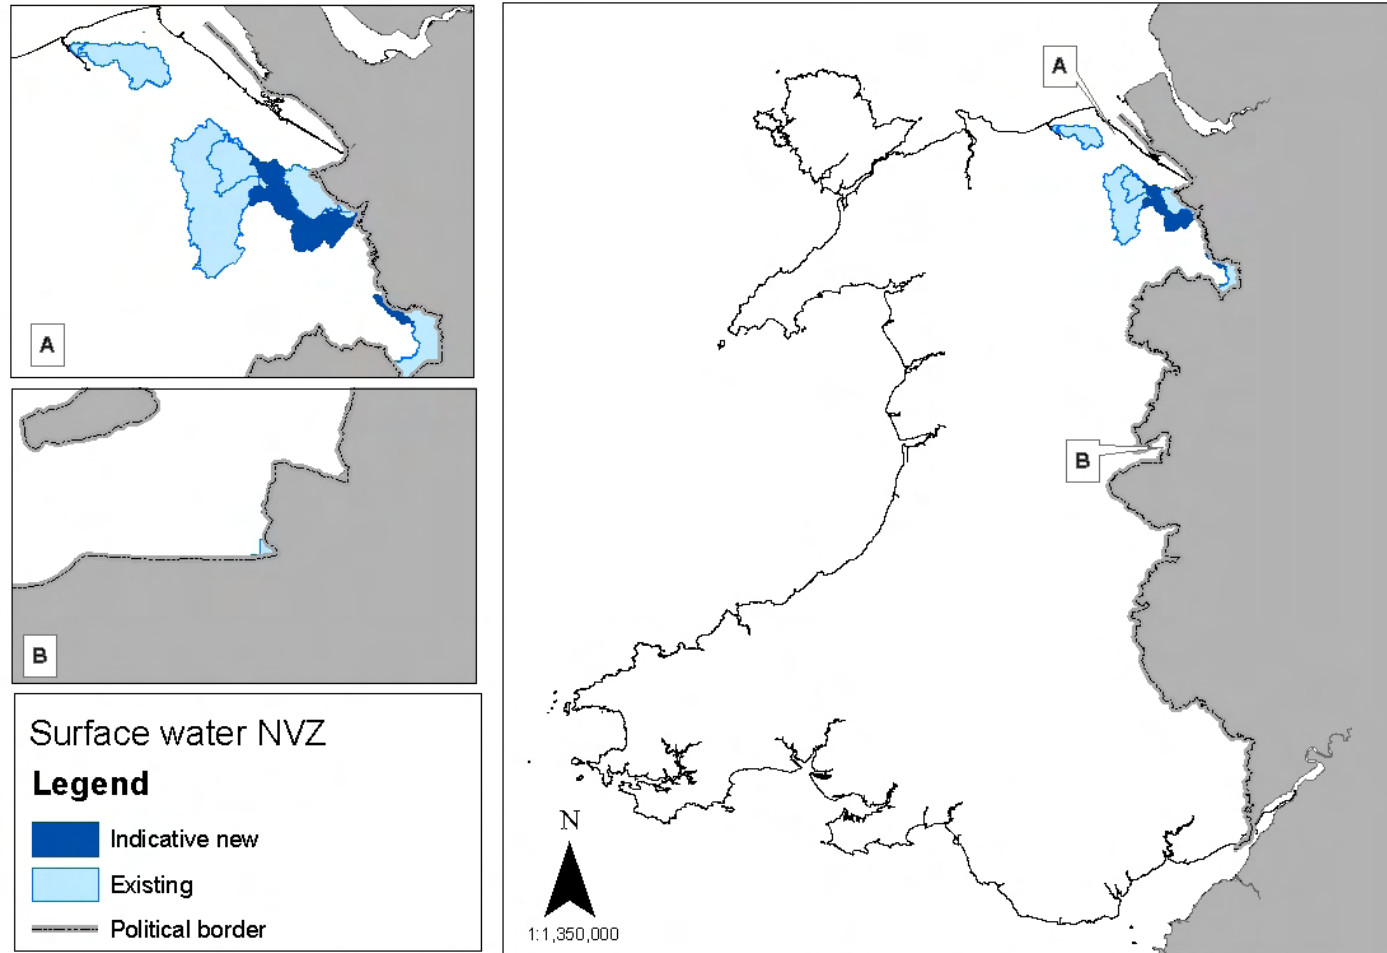 A
B
Surface water NVZ
Legend
Indicative new
Existing
Political border
A
B
N
1:1,350,000